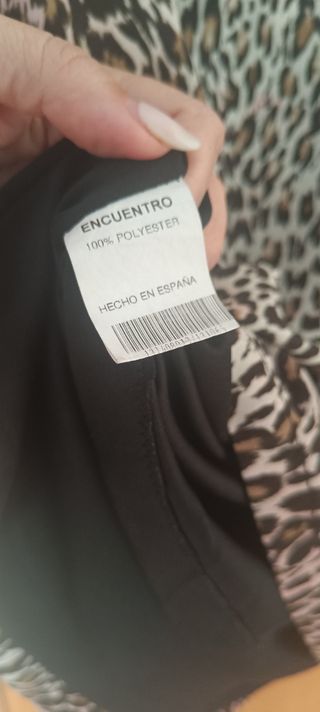 ENCUENTRO
100% POLYESTER
HECHO EN ESPAÑA